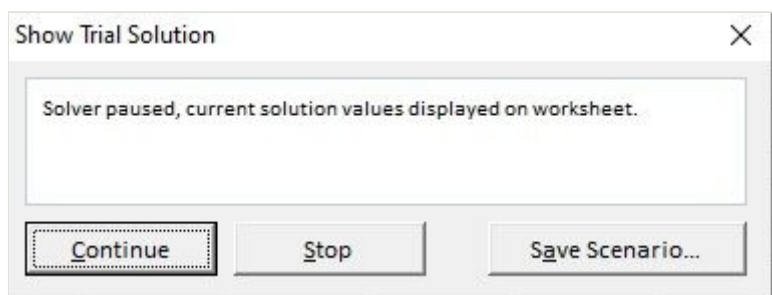 Show Trial Solution
Solver paused, current solution values displayed on worksheet.
Continue
Stop
Save Scenario...